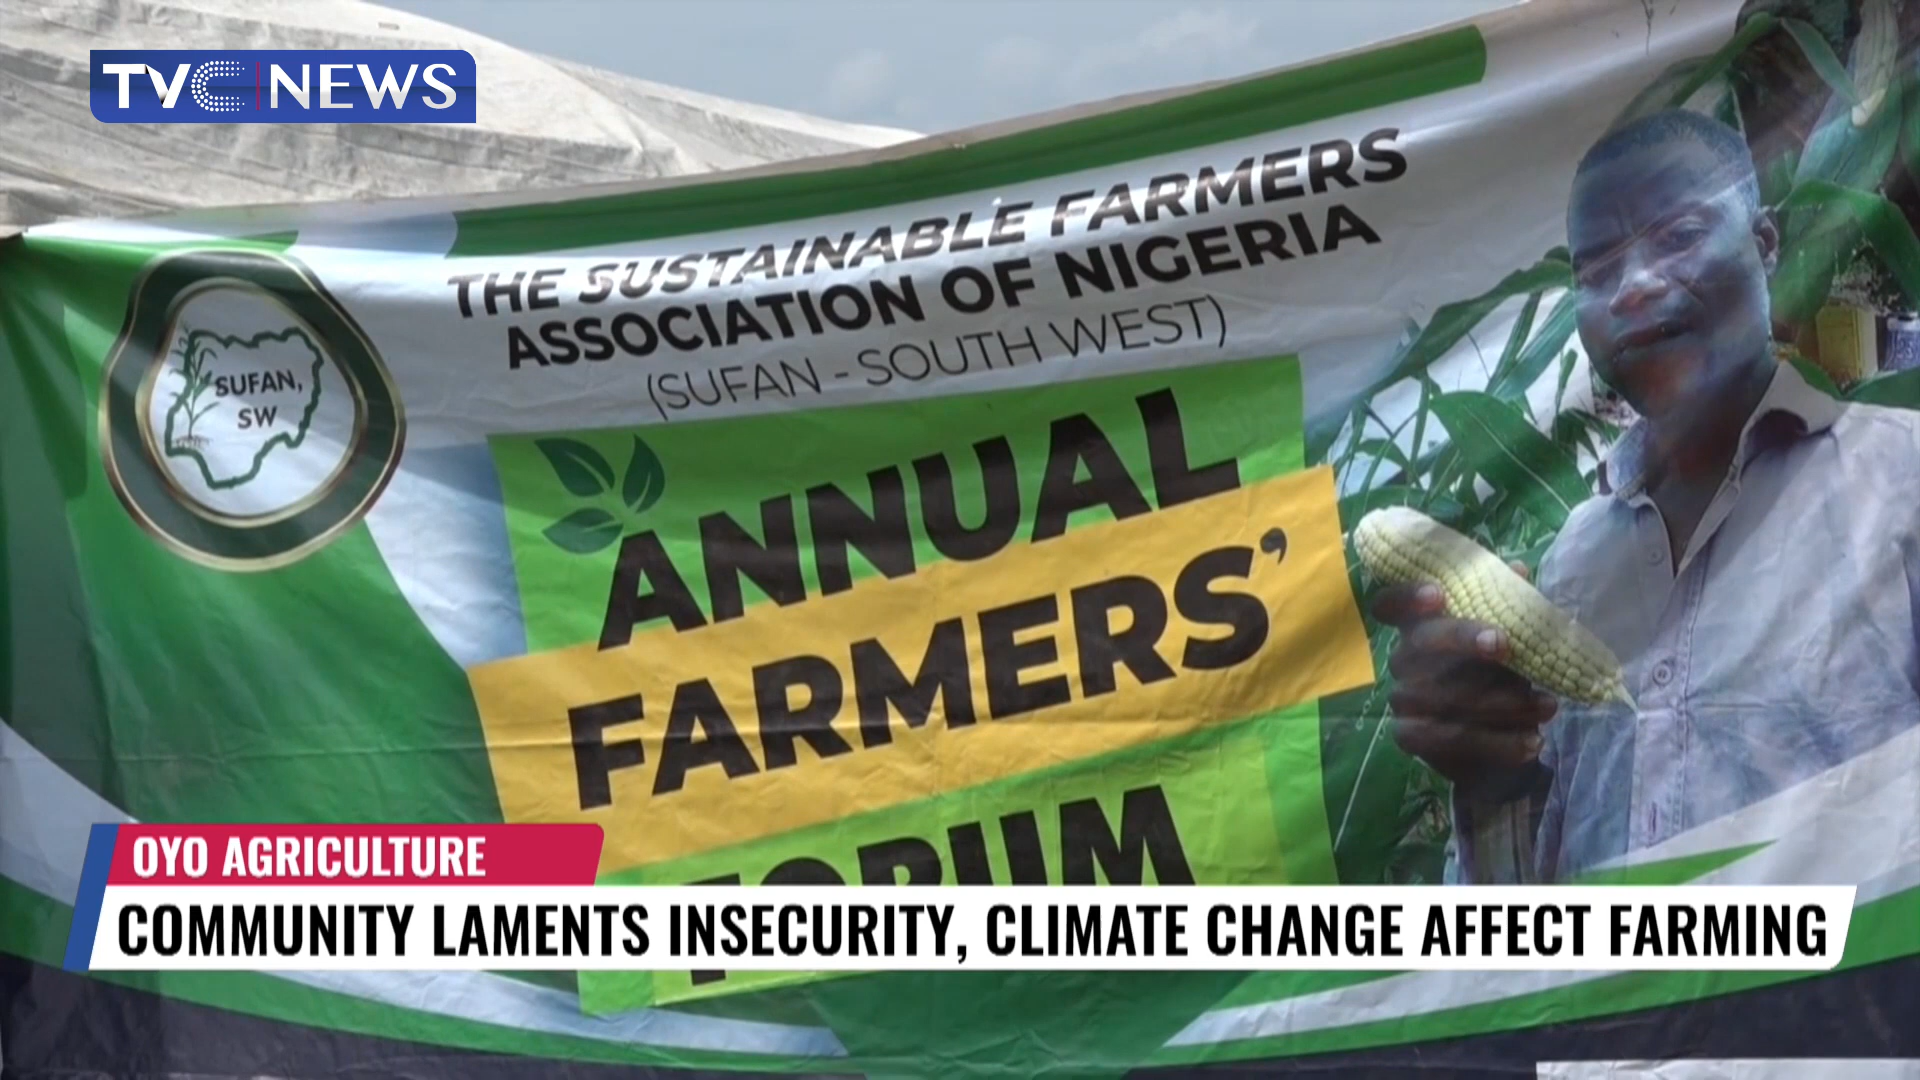 TVC NEWS
THE SUSTAINABLE FARMERS
ASSOCIATION OF NIGERIA
(SUFAN - SOUTH WEST)
SUFAN,
SW
ANNUAL
FARMERS’
FORUM
OYO AGRICULTURE
COMMUNITY LAMENTS INSECURITY, CLIMATE CHANGE AFFECT FARMING